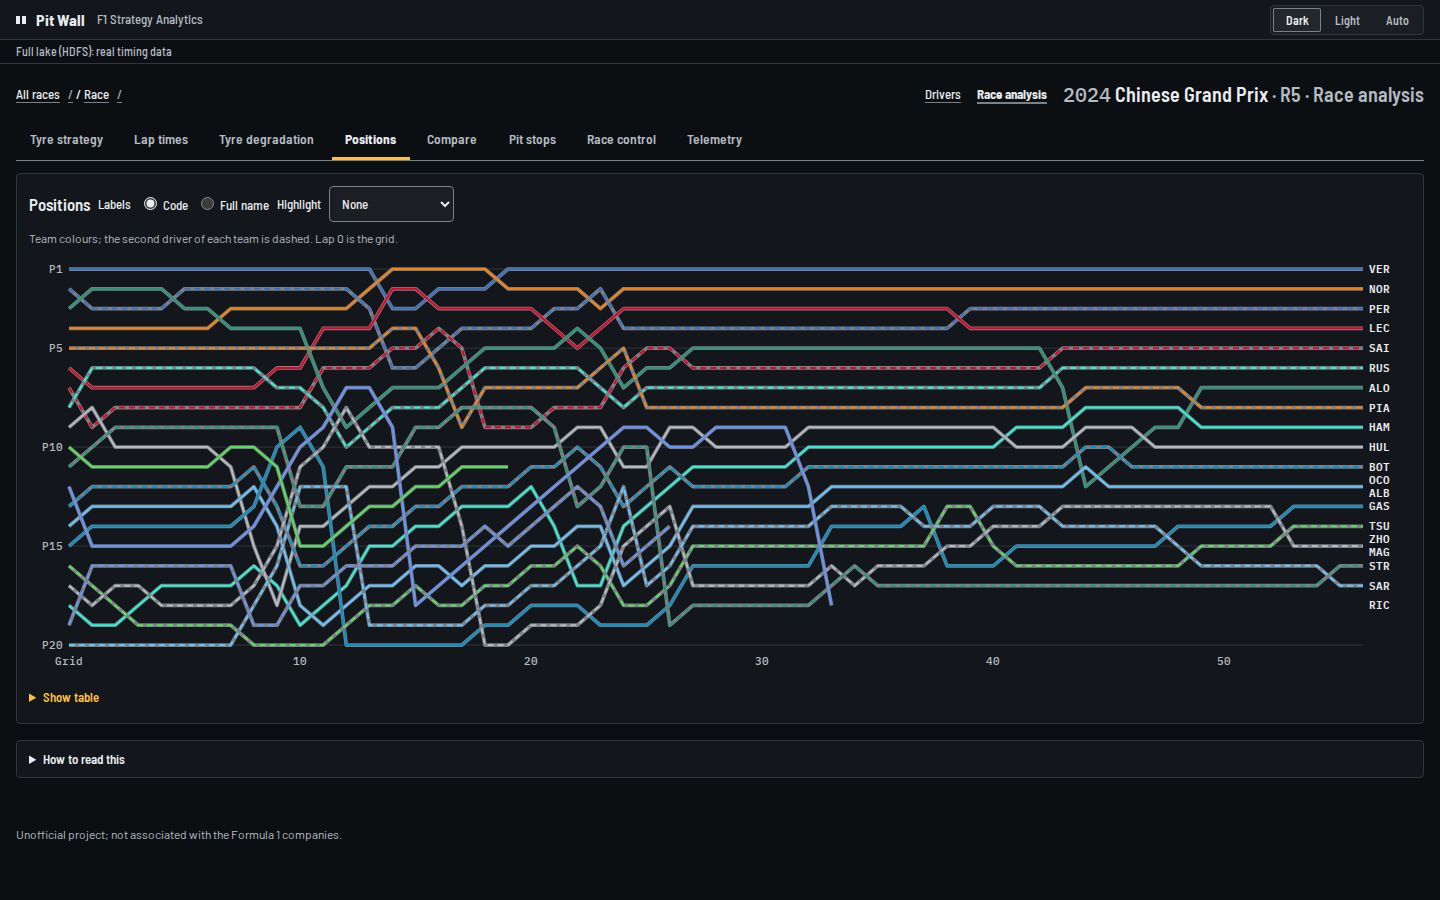 Pit Wall F1 Strategy Analytics Dark Light Auto
Full lake (HDFS): real timing data
All races / / Race / Drivers Race analysis 2024 Chinese Grand Prix · R5 · Race analysis
Tyre strategy Lap times Tyre degradation Positions Compare Pit stops Race control Telemetry
Positions Labels Code Full name Highlight None
Team colours; the second driver of each team is dashed. Lap 0 is the grid.
P1 VER
NOR
PER
LEC
P5 SAI
RUS
ALO
PIA
HAM
P10 HUL
BOT
OCO
ALB
GAS
TSU
P15 ZHO
MAG
STR
SAR
RIC
P20
Grid 10 20 30 40 50
Show table
How to read this
Unofficial project; not associated with the Formula 1 companies.